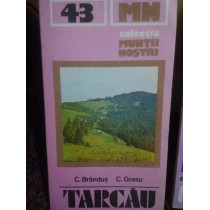 43 MN
colecția
MUNȚII
NOȘTRI
C. Brânduș C. Grasu
TARCĂU